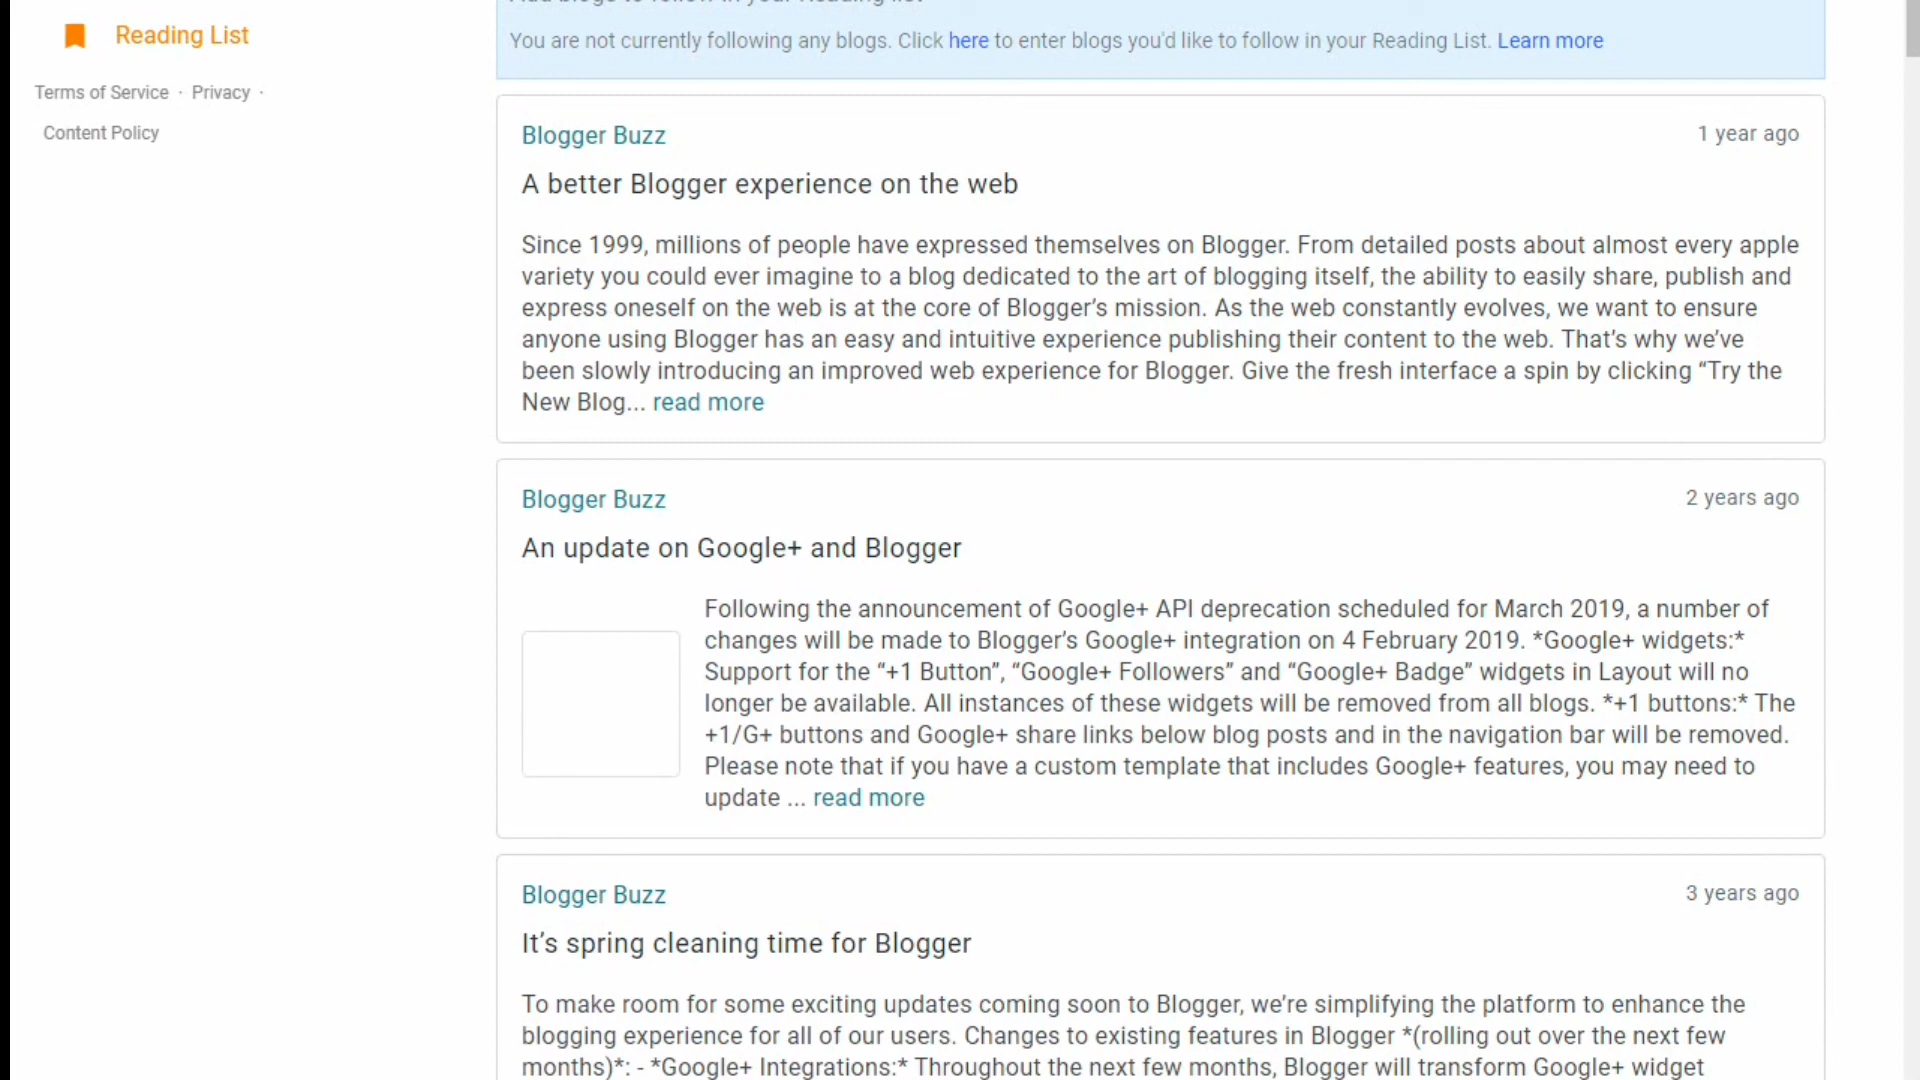 Add blogs to follow in your Reading list
Reading List
You are not currently following any blogs. Click here to enter blogs you'd like to follow in your Reading List. Learn more
Terms of Service · Privacy ·
Content Policy
Blogger Buzz
1 year ago
A better Blogger experience on the web
Since 1999, millions of people have expressed themselves on Blogger. From detailed posts about almost every apple
variety you could ever imagine to a blog dedicated to the art of blogging itself, the ability to easily share, publish and
express oneself on the web is at the core of Blogger’s mission. As the web constantly evolves, we want to ensure
anyone using Blogger has an easy and intuitive experience publishing their content to the web. That’s why we’ve
been slowly introducing an improved web experience for Blogger. Give the fresh interface a spin by clicking “Try the
New Blog... read more
Blogger Buzz
2 years ago
An update on Google+ and Blogger
Following the announcement of Google+ API deprecation scheduled for March 2019, a number of
changes will be made to Blogger’s Google+ integration on 4 February 2019. *Google+ widgets:*
Support for the “+1 Button”, “Google+ Followers” and “Google+ Badge” widgets in Layout will no
longer be available. All instances of these widgets will be removed from all blogs. *+1 buttons:* The
+1/G+ buttons and Google+ share links below blog posts and in the navigation bar will be removed.
Please note that if you have a custom template that includes Google+ features, you may need to
update ... read more
Blogger Buzz
3 years ago
It’s spring cleaning time for Blogger
To make room for some exciting updates coming soon to Blogger, we’re simplifying the platform to enhance the
blogging experience for all of our users. Changes to existing features in Blogger *(rolling out over the next few
months)*: - *Google+ Integrations:* Throughout the next few months, Blogger will transform Google+ widget